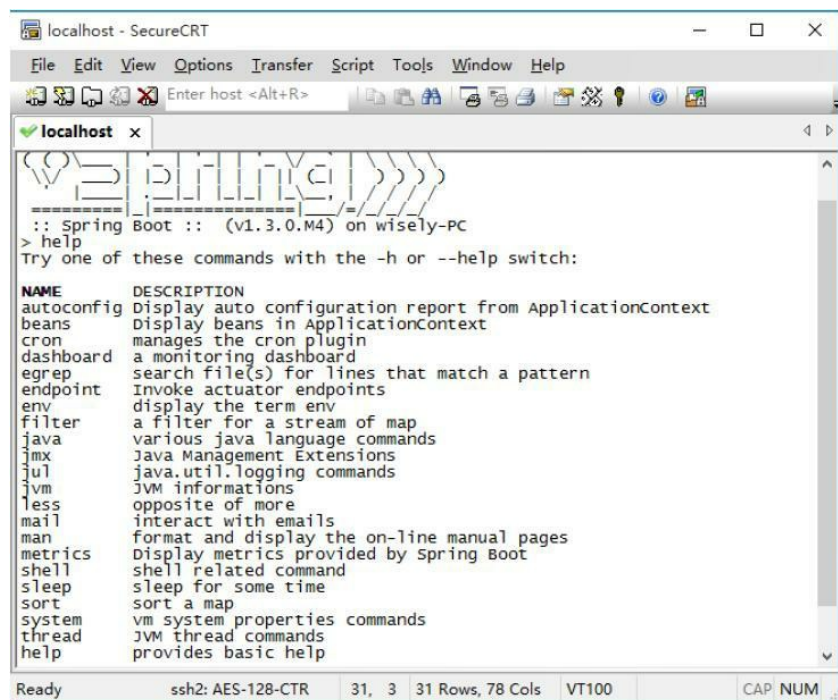 localhost - SecureCRT
File Edit View Options Transfer Script Tools Window Help
Enter host <Alt+R>
localhost x
:: Spring Boot :: (v1.3.0.M4) on wisely-PC
> help
Try one of these commands with the -h or --help switch:
NAME DESCRIPTION
autoconfig Display auto configuration report from ApplicationContext
beans Display beans in ApplicationContext
cron manages the cron plugin
dashboard a monitoring dashboard
egrep search file(s) for lines that match a pattern
endpoint Invoke actuator endpoints
env display the term env
filter a filter for a stream of map
java various java language commands
jmx Java Management Extensions
jul java.util.logging commands
jvm JVM informations
less opposite of more
mail interact with emails
man format and display the on-line manual pages
metrics Display metrics provided by Spring Boot
shell shell related command
sleep sleep for some time
sort sort a map
system vm system properties commands
thread JVM thread commands
help provides basic help
Ready ssh2: AES-128-CTR 31, 3 31 Rows, 78 Cols VT100 CAP NUM